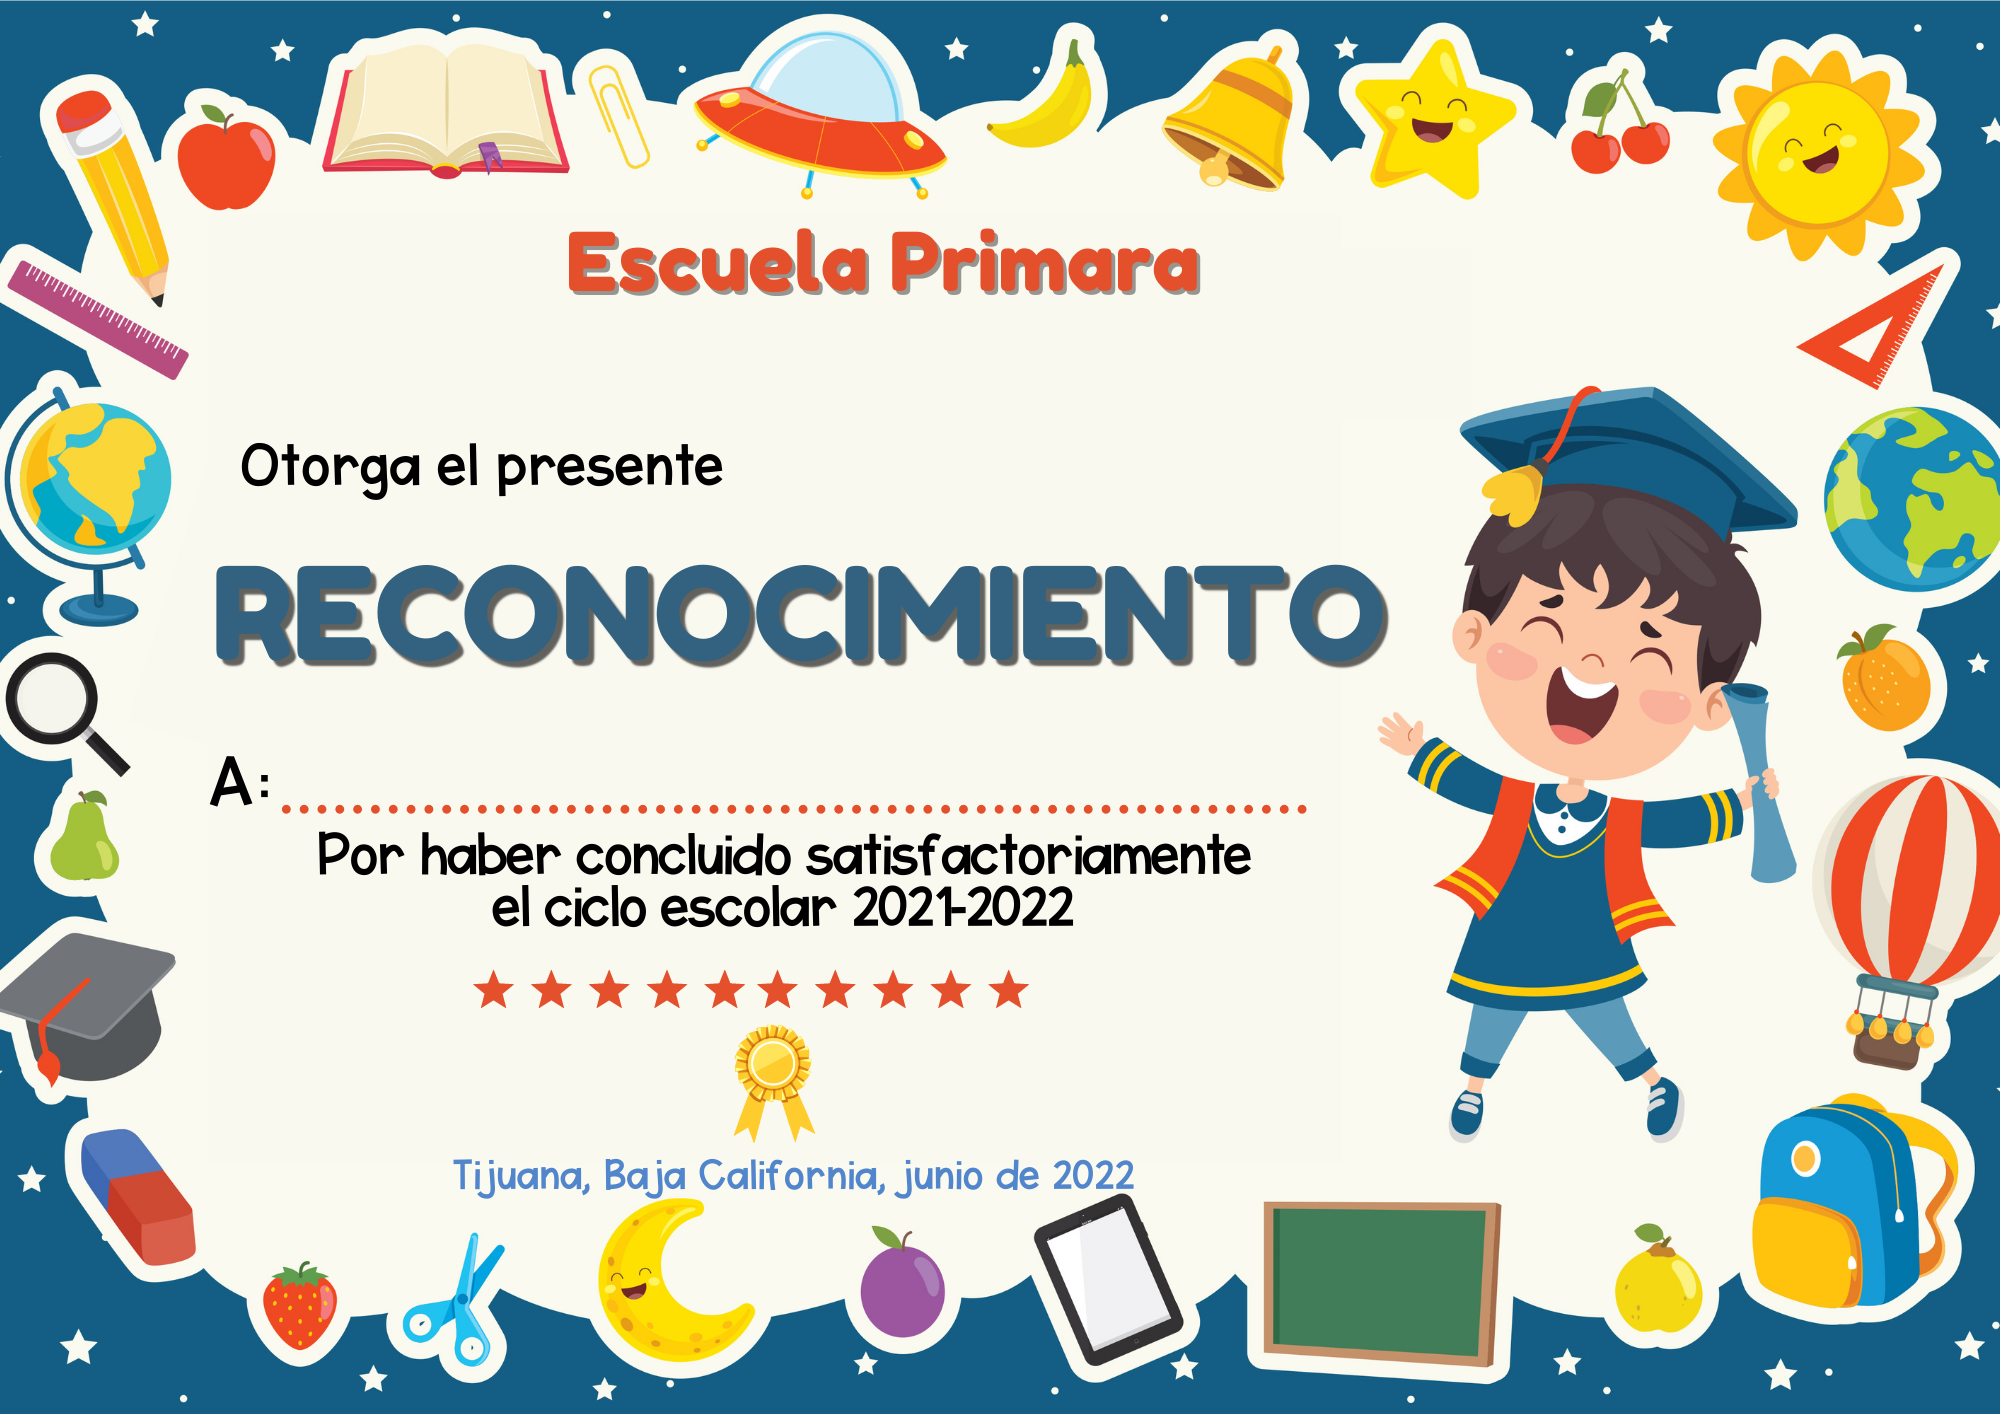 Escuela Primara
Otorga el presente
RECONOCIMIENTO
A:
Por haber concluido satisfactoriamente
el ciclo escolar 2021-2022
Tijuana, Baja California, junio de 2022